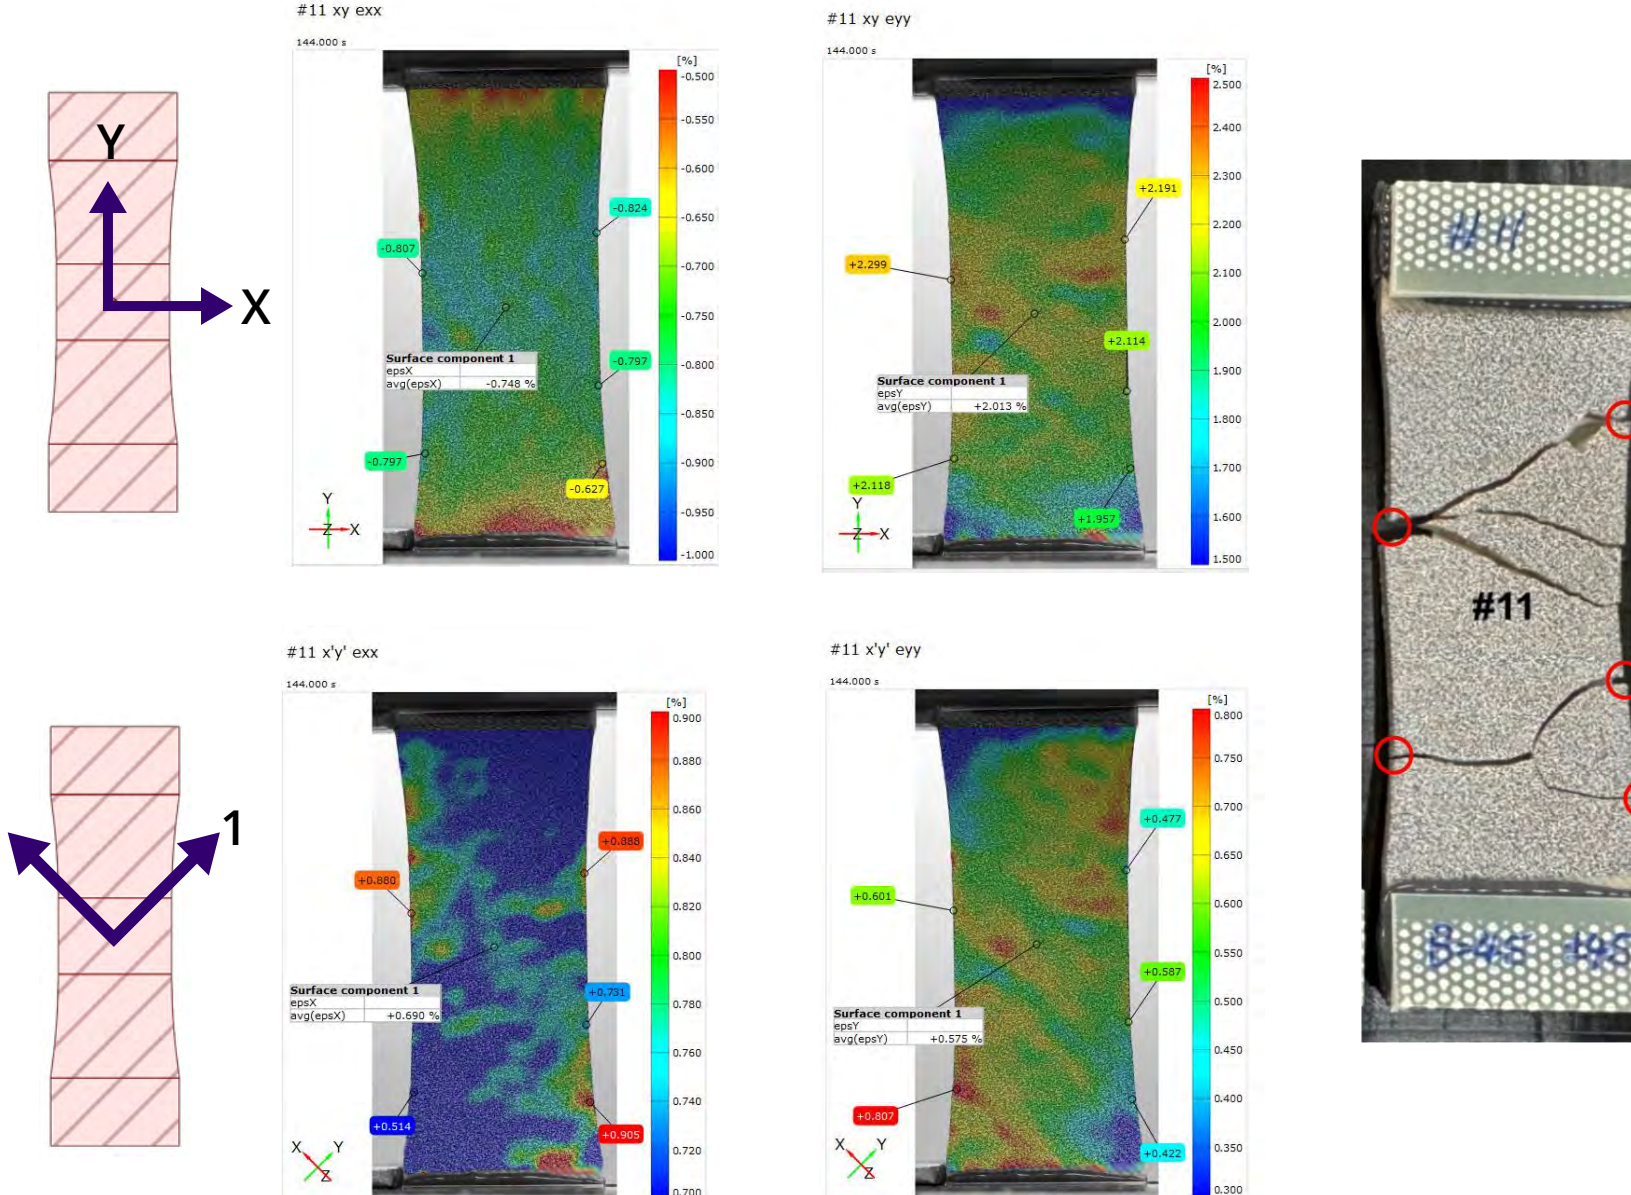 #11 xy exx
144.000 s
[%]
-0.500
-0.550
-0.600
-0.650
-0.700
-0.750
-0.800
-0.850
-0.900
-0.950
-1.000
-0.824
-0.807
-0.797
-0.797
-0.627
Surface component 1
epsX
avg(epsX) -0.748 %
Y
Z
X
#11 xy eyy
144.000 s
[%]
2.500
2.400
2.300
2.200
2.100
2.000
1.900
1.800
1.700
1.600
1.500
+2.191
+2.299
+2.114
+2.118
+1.957
Surface component 1
epsY
avg(epsY) +2.013 %
Y
Z
X
Y
X
#11
#11
B-45 +45
#11 x'y' exx
144.000 s
[%]
0.900
0.880
0.860
0.840
0.820
0.800
0.780
0.760
0.740
0.720
0.700
+0.888
+0.880
+0.731
+0.514
+0.905
Surface component 1
epsX
avg(epsX) +0.690 %
X
Y
Z
#11 x'y' eyy
144.000 s
[%]
0.800
0.750
0.700
0.650
0.600
0.550
0.500
0.450
0.400
0.350
0.300
+0.477
+0.601
+0.587
+0.807
+0.422
Surface component 1
epsY
avg(epsY) +0.575 %
X
Y
Z
1